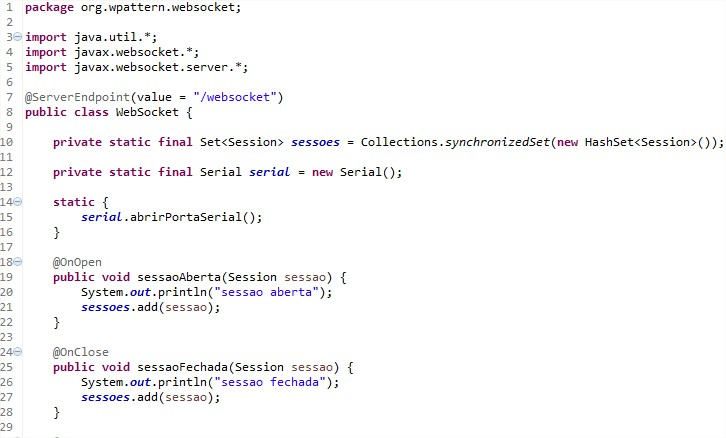 1 package org.wpattern.websocket;
2
3 import java.util.*;
4 import javax.websocket.*;
5 import javax.websocket.server.*;
6
7 @ServerEndpoint(value = "/websocket")
8 public class WebSocket {
9
10     private static final Set<Session> sessoes = Collections.synchronizedSet(new HashSet<Session>());
11
12     private static final Serial serial = new Serial();
13
14     static {
15         serial.abrirPortaSerial();
16     }
17
18     @OnOpen
19     public void sessaoAberta(Session sessao) {
20         System.out.println("sessao aberta");
21         sessoes.add(sessao);
22     }
23
24     @OnClose
25     public void sessaoFechada(Session sessao) {
26         System.out.println("sessao fechada");
27         sessoes.add(sessao);
28     }
29